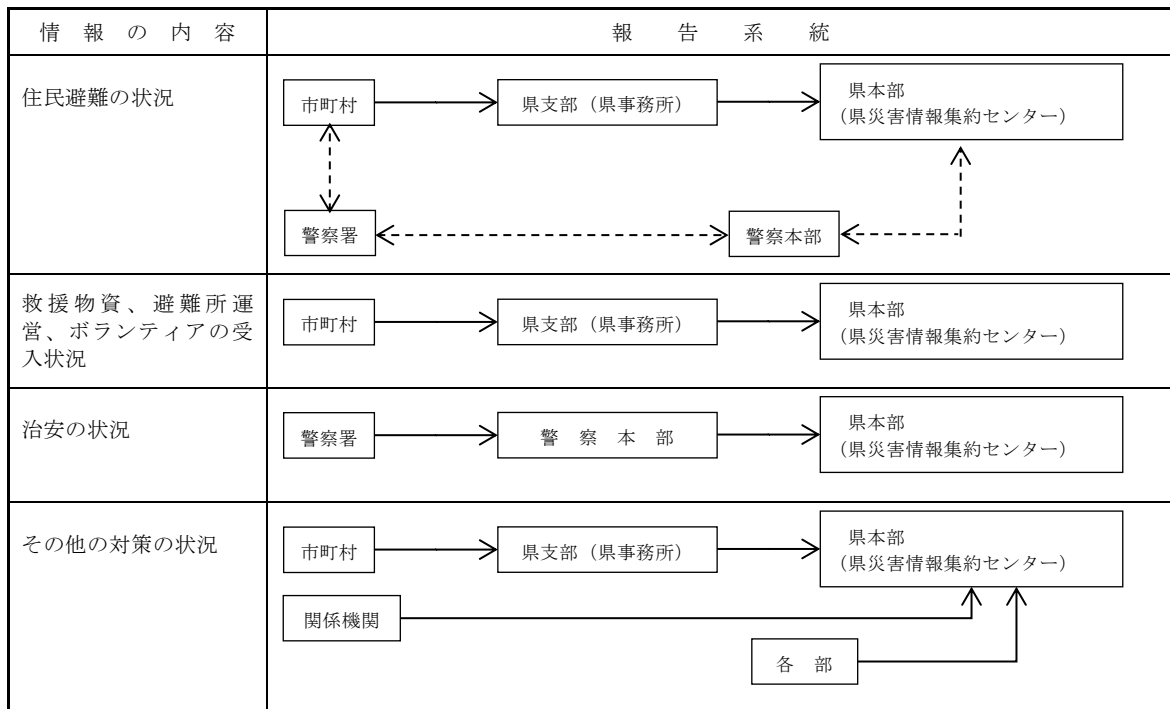 情報の内容
報告系統
住民避難の状況
市町村
県支部（県事務所）
県本部
（県災害情報集約センター）
警察署
警察本部
救援物資、避難所運
営、ボランティアの受
入状況
市町村
県支部（県事務所）
県本部
（県災害情報集約センター）
治安の状況
警察署
警察本部
県本部
（県災害情報集約センター）
その他の対策の状況
市町村
県支部（県事務所）
県本部
（県災害情報集約センター）
関係機関
各部